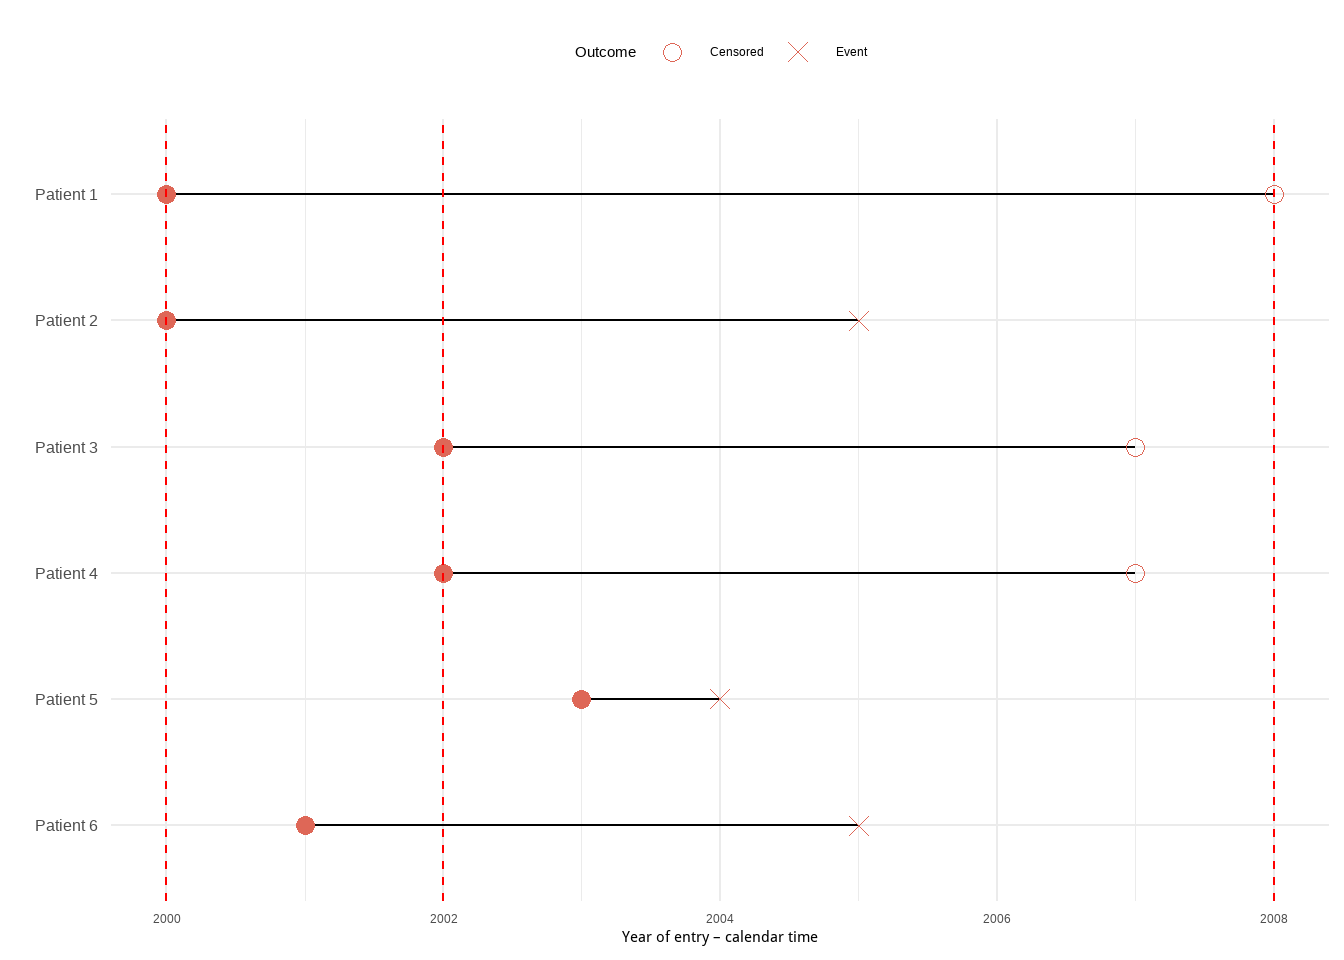 Outcome Censored Event
Patient 1
Patient 2
Patient 3
Patient 4
Patient 5
Patient 6
2000 2002 2004 2006 2008
Year of entry – calendar time